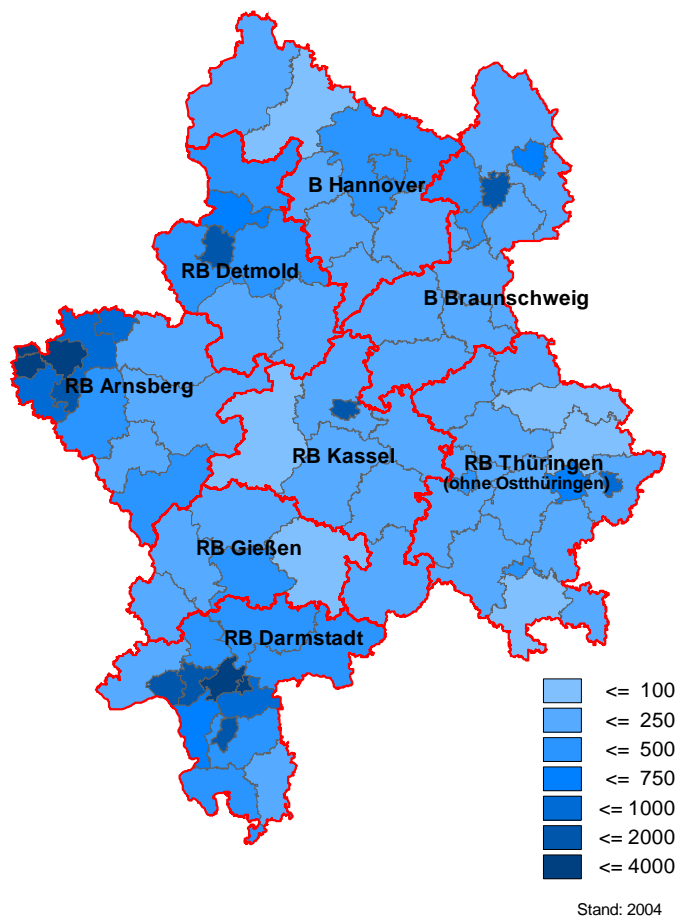 B Hannover
RB Detmold
B Braunschweig
RB Arnsberg
RB Kassel
RB Thüringen
(ohne Ostthüringen)
RB Gießen
RB Darmstadt
<= 100
<= 250
<= 500
<= 750
<= 1000
<= 2000
<= 4000
Stand: 2004